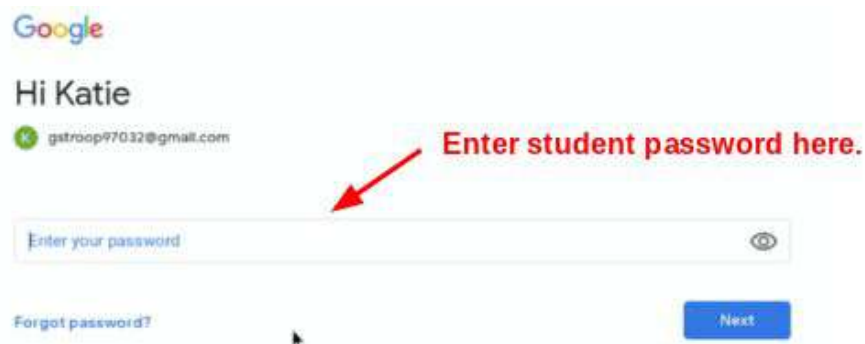 Google
Hi Katie
K gstroop97032@gmail.com
Enter student password here.
Enter your password
Forgot password?
Next